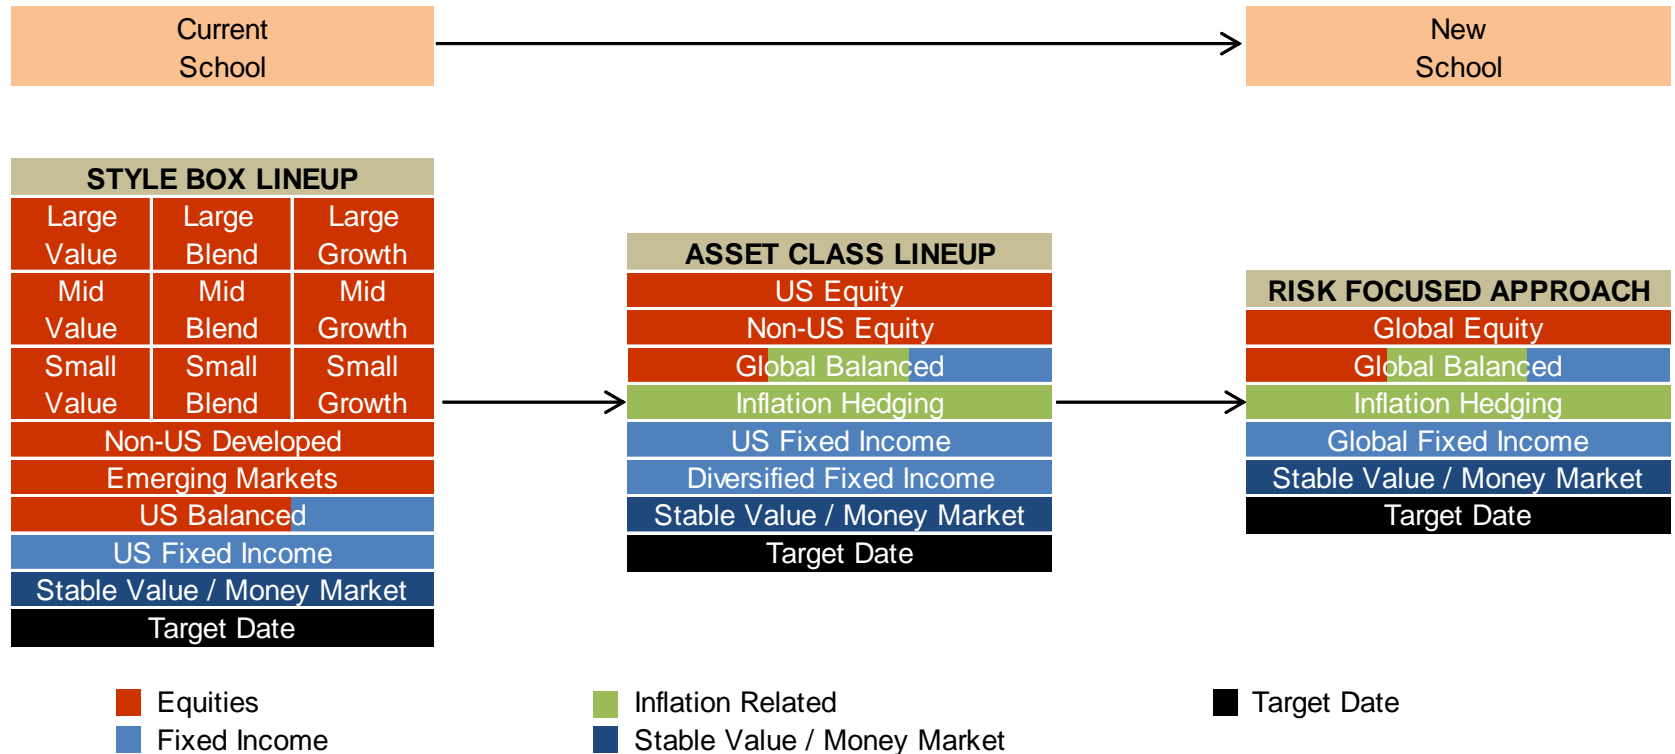 Current
School
New
School
STYLE BOX LINEUP
Large
Value
Large
Blend
Large
Growth
Mid
Value
Mid
Blend
Mid
Growth
Small
Value
Small
Blend
Small
Growth
Non-US Developed
Emerging Markets
US Balanced
US Fixed Income
Stable Value / Money Market
Target Date
ASSET CLASS LINEUP
US Equity
Non-US Equity
Global Balanced
Inflation Hedging
US Fixed Income
Diversified Fixed Income
Stable Value / Money Market
Target Date
RISK FOCUSED APPROACH
Global Equity
Global Balanced
Inflation Hedging
Global Fixed Income
Stable Value / Money Market
Target Date
Equities
Fixed Income
Inflation Related
Stable Value / Money Market
Target Date